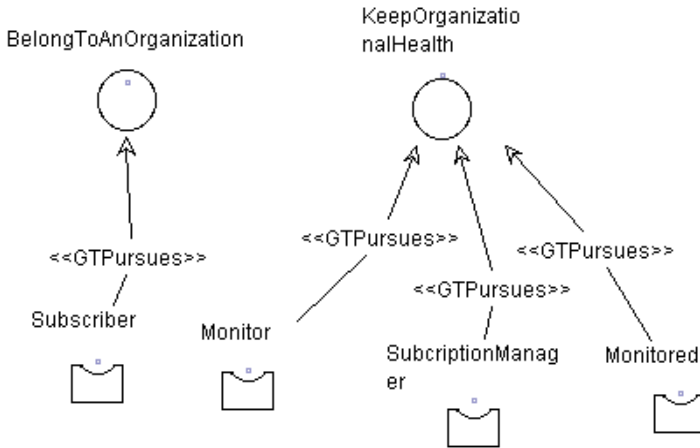 KeepOrganizatio
nalHealth
BelongToAnOrganization
<<GTPursues>>
<<GTPursues>>
<<GTPursues>>
<<GTPursues>>
Subscriber
Monitor
SubcriptionManag
er
Monitored